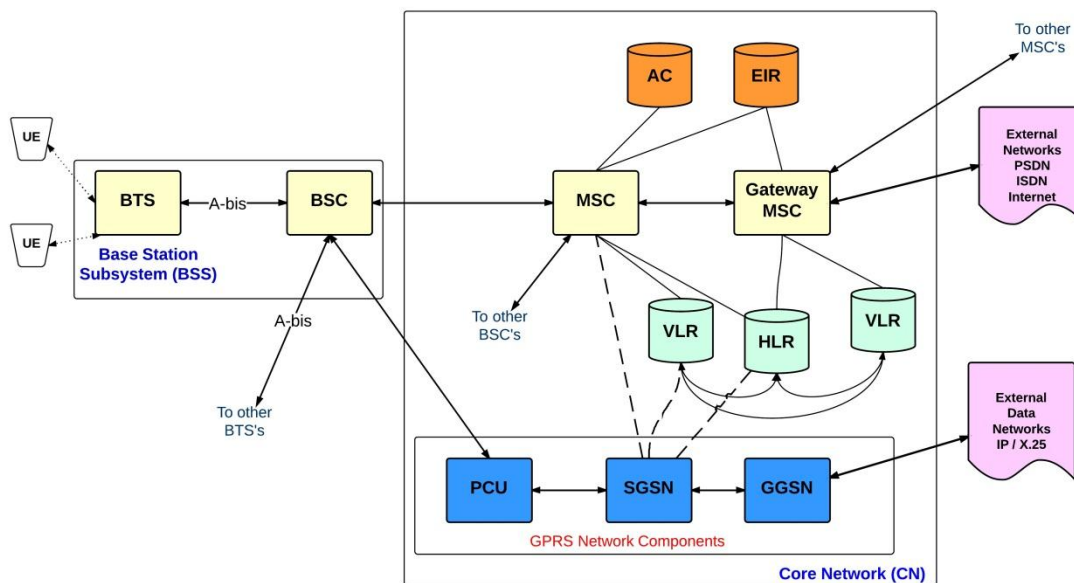 To other
MSC's
AC
EIR
UE
External
Networks
PSDN
ISDN
Internet
BTS
A-bis
BSC
MSC
Gateway
MSC
UE
Base Station
Subsystem (BSS)
To other
BSC's
VLR
HLR
VLR
A-bis
To other
BTS's
External
Data
Networks
IP / X.25
PCU
SGSN
GGSN
GPRS Network Components
Core Network (CN)